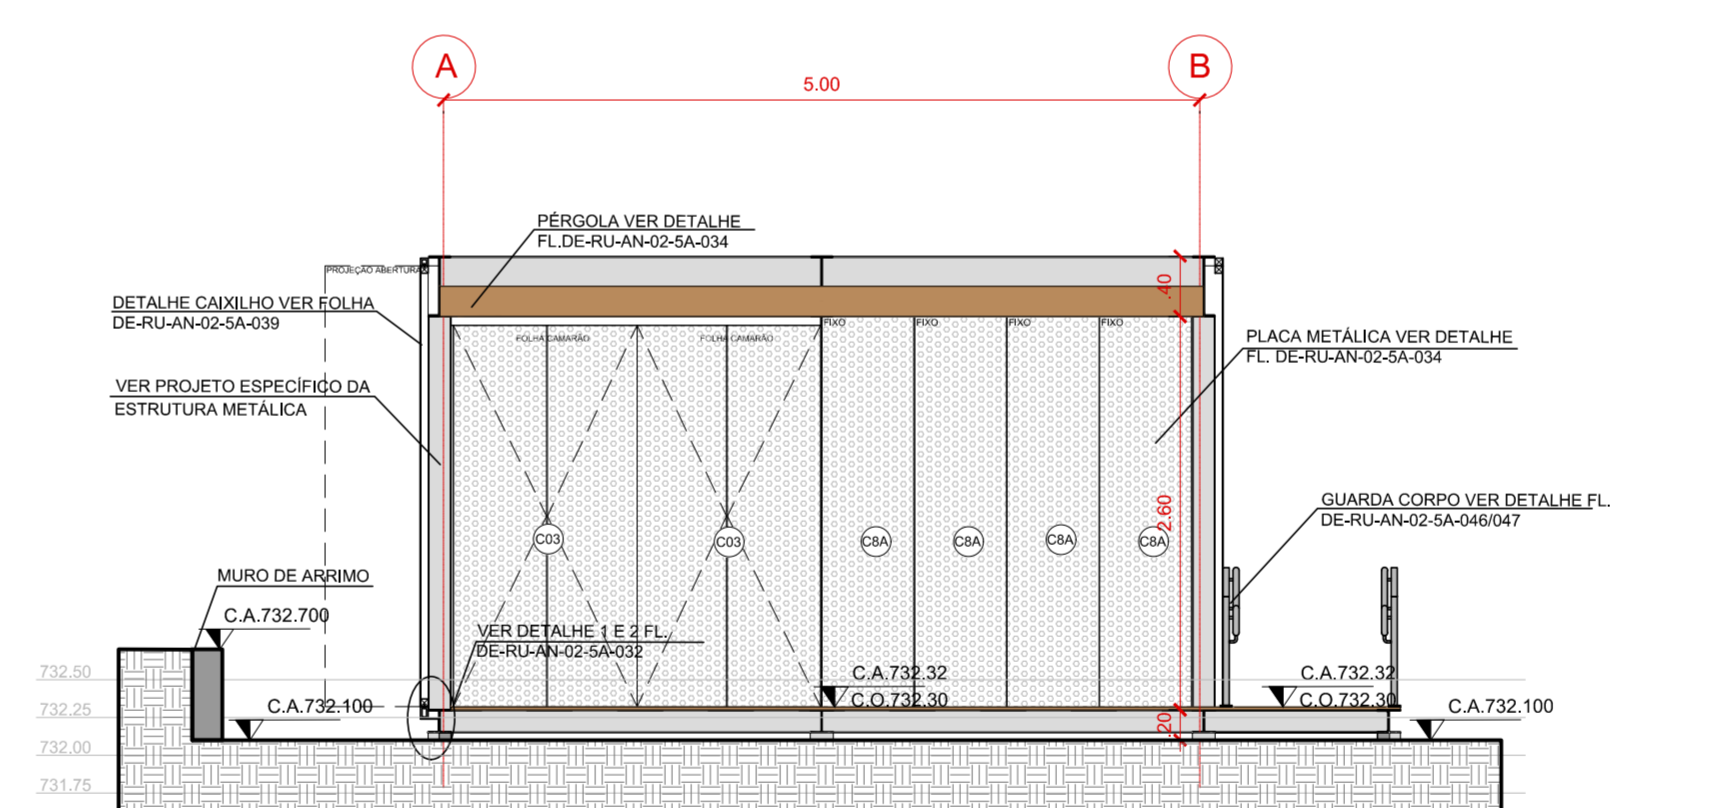 A
B
5.00
PÉRGOLA VER DETALHE
FL.DE-RU-AN-02-5A-034
PROJEÇÃO ABERTURA
.40
DETALHE CAIXILHO VER FOLHA
DE-RU-AN-02-5A-039
FIXO
FIXO
FIXO
FIXO
FOLHA CAMARÃO
FOLHA CAMARÃO
PLACA METÁLICA VER DETALHE
FL. DE-RU-AN-02-5A-034
VER PROJETO ESPECÍFICO DA
ESTRUTURA METÁLICA
2.60
GUARDA CORPO VER DETALHE FL.
DE-RU-AN-02-5A-046/047
C03
C03
C8A
C8A
C8A
C8A
MURO DE ARRIMO
C.A.732.700
VER DETALHE 1 E 2 FL.
DE-RU-AN-02-5A-032
732.50
C.A.732.32
C.O.732.30
C.A.732.32
C.O.732.30
C.A.732.100
C.A.732.100
732.25
.20
732.00
731.75